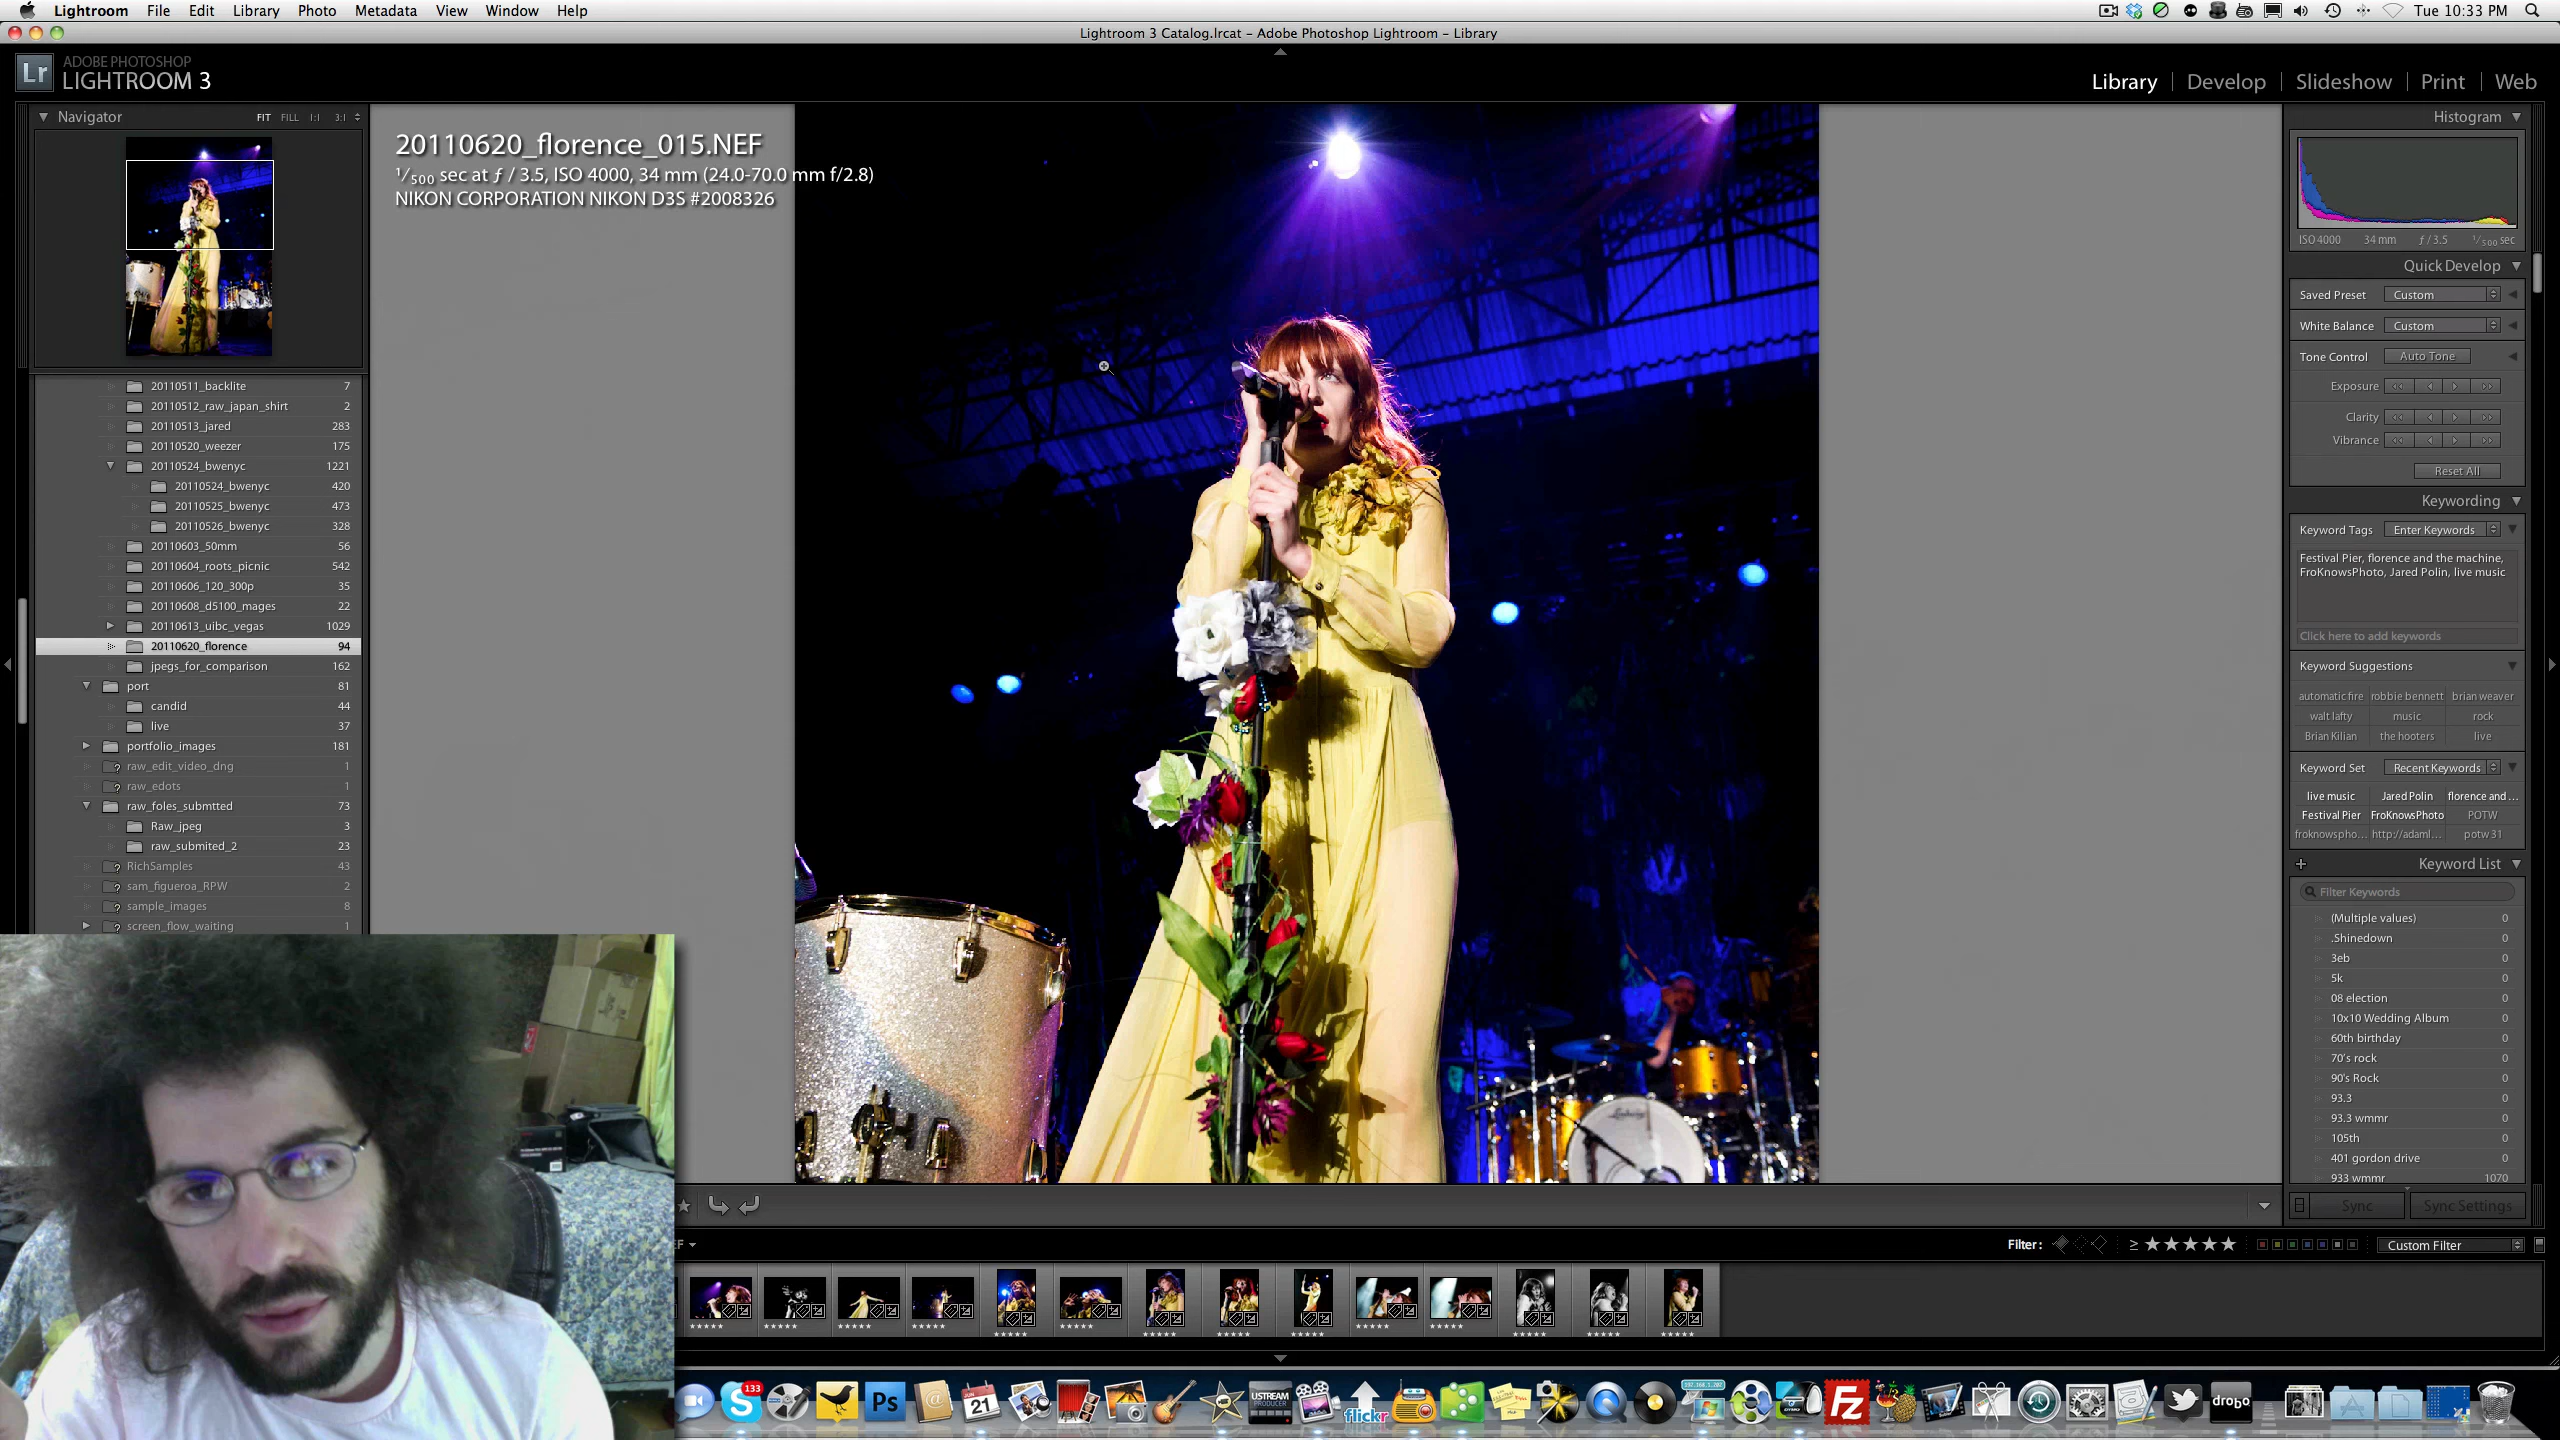 Lightroom File Edit Library Photo Metadata View Window Help
Tue 10:33 PM
Lightroom 3 Catalog.lrcat – Adobe Photoshop Lightroom – Library
Lr
ADOBE PHOTOSHOP
LIGHTROOM 3
Library | Develop | Slideshow | Print | Web
Navigator FIT FILL 1:1 3:1
20110511_backlite 7
20110512_raw_japan_shirt 2
20110513_jared 283
20110520_weezer 175
20110524_bwenyc 1221
20110524_bwenyc 420
20110525_bwenyc 473
20110526_bwenyc 328
20110603_50mm 56
20110604_roots_picnic 542
20110606_120_300p 35
20110608_d5100_mages 22
20110613_uibc_vegas 1029
20110620_florence 94
jpegs_for_comparison 162
port 81
candid 44
live 37
portfolio_images 181
raw_edit_video_dng 1
raw_edots 1
raw_foles_submtted 73
Raw_jpeg 3
raw_submited_2 23
RichSamples 43
sam_figueroa_RPW 2
sample_images 8
screen_flow_waiting 1
20110620_florence_015.NEF
1/500 sec at ƒ / 3.5, ISO 4000, 34 mm (24.0-70.0 mm f/2.8)
NIKON CORPORATION NIKON D3S #2008326
Histogram
ISO 4000 34 mm ƒ / 3.5 1/500 sec
Quick Develop
Saved Preset Custom
White Balance Custom
Tone Control Auto Tone
Exposure
Clarity
Vibrance
Reset All
Keywording
Keyword Tags Enter Keywords
Festival Pier, florence and the machine,
FroKnowsPhoto, Jared Polin, live music
Click here to add keywords
Keyword Suggestions
automatic fire robbie bennett brian weaver
walt lafty music rock
Brian Kilian the hooters live
Keyword Set Recent Keywords
live music Jared Polin florence and ...
Festival Pier FroKnowsPhoto POTW
froknowspho... http://adaml... potw 31
Keyword List
Filter Keywords
(Multiple values) 0
.Shinedown 0
3eb 0
5k 0
08 election 0
10x10 Wedding Album 0
60th birthday 0
70's rock 0
90's Rock 0
93.3 0
93.3 wmmr 0
105th 0
401 gordon drive 0
933 wmmr 1070
Sync Sync Settings
Filter : ≥ ★★★★★ Custom Filter
133
Ps
JUN
21
USTREAM
PRODUCER
flickr
Fz
drobo